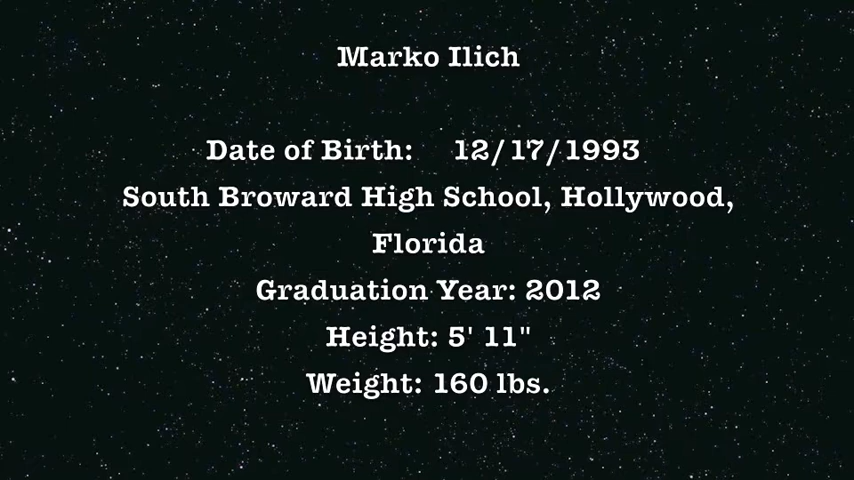 Marko Ilich
Date of Birth: 12/17/1993
South Broward High School, Hollywood,
Florida
Graduation Year: 2012
Height: 5' 11"
Weight: 160 lbs.